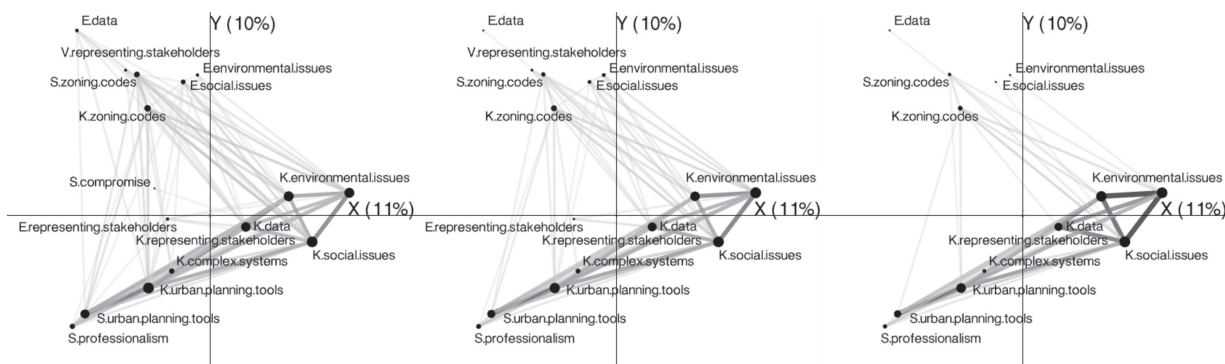 E.data
Y (10%)
V.representing.stakeholders
E.environmental.issues
S.zoning.codes
E.social.issues
K.zoning.codes
S.compromise
K.environmental.issues
X (11%)
E.representing.stakeholders
K.data
K.representing.stakeholders
K.social.issues
K.complex.systems
K.urban.planning.tools
S.urban.planning.tools
S.professionalism
E.data
Y (10%)
V.representing.stakeholders
E.environmental.issues
S.zoning.codes
E.social.issues
K.zoning.codes
K.environmental.issues
X (11%)
E.representing.stakeholders
K.data
K.representing.stakeholders
K.social.issues
K.complex.systems
K.urban.planning.tools
S.urban.planning.tools
S.professionalism
E.data
Y (10%)
E.environmental.issues
S.zoning.codes
E.social.issues
K.zoning.codes
K.environmental.issues
X (11%)
K.data
K.representing.stakeholders
K.social.issues
K.complex.systems
K.urban.planning.tools
S.urban.planning.tools
S.professionalism